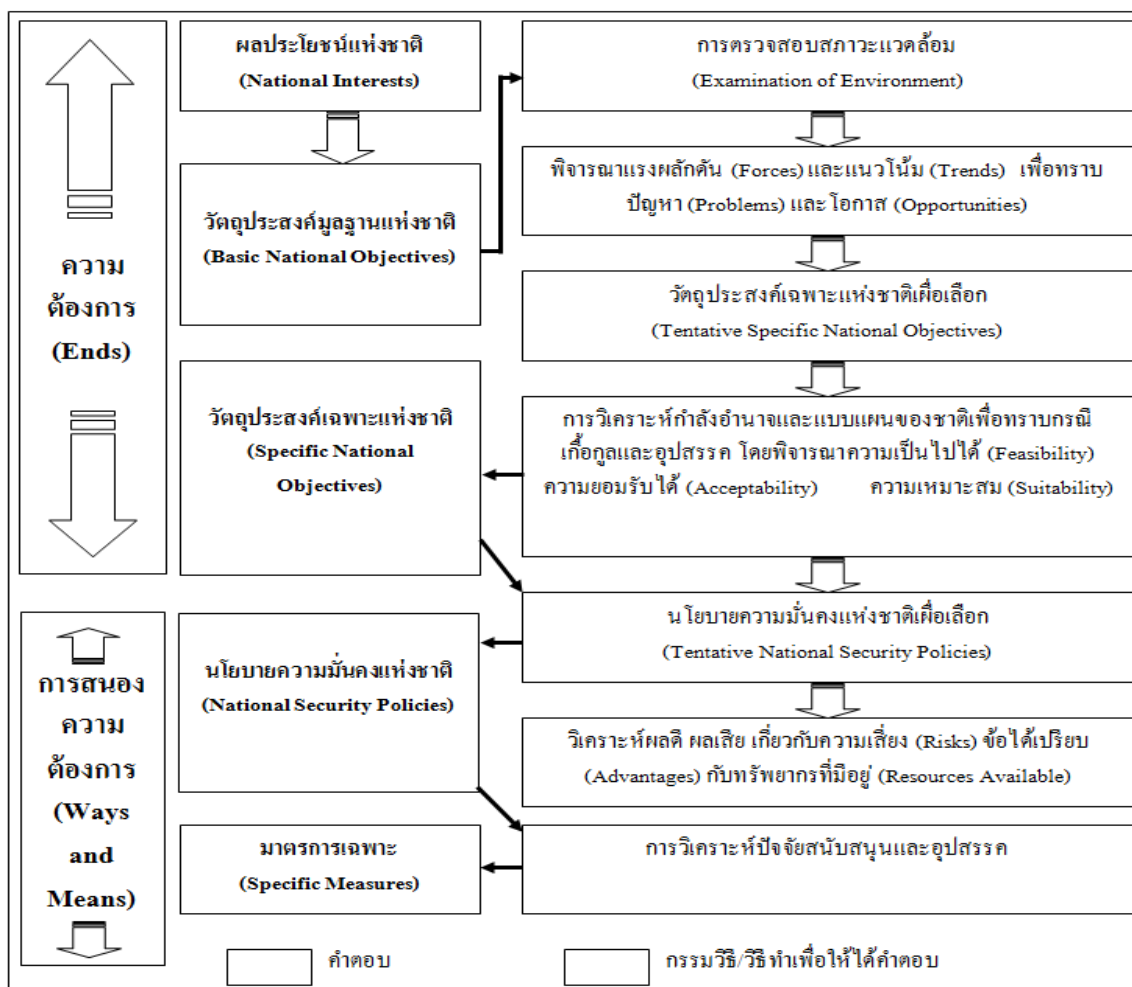 ความ
ต้องการ
(Ends)
การสนอง
ความ
ต้องการ
(Ways
and
Means)
ผลประโยชน์แห่งชาติ
(National Interests)
วัตถุประสงค์มูลฐานแห่งชาติ
(Basic National Objectives)
วัตถุประสงค์เฉพาะแห่งชาติ
(Specific National
Objectives)
นโยบายความมั่นคงแห่งชาติ
(National Security Policies)
มาตรการเฉพาะ
(Specific Measures)
การตรวจสอบสภาวะแวดล้อม
(Examination of Environment)
พิจารณาแรงผลักดัน (Forces) และแนวโน้ม (Trends) เพื่อทราบ
ปัญหา (Problems) และโอกาส (Opportunities)
วัตถุประสงค์เฉพาะแห่งชาติเผื่อเลือก
(Tentative Specific National Objectives)
การวิเคราะห์กำลังอำนาจและแบบแผนของชาติเพื่อทราบกรณี
เกื้อกูลและอุปสรรค โดยพิจารณาความเป็นไปได้ (Feasibility)
ความยอมรับได้ (Acceptability) ความเหมาะสม (Suitability)
นโยบายความมั่นคงแห่งชาติเผื่อเลือก
(Tentative National Security Policies)
วิเคราะห์ผลดี ผลเสีย เกี่ยวกับความเสี่ยง (Risks) ข้อได้เปรียบ
(Advantages) กับทรัพยากรที่มีอยู่ (Resources Available)
การวิเคราะห์ปัจจัยสนับสนุนและอุปสรรค
คำตอบ
กรรมวิธี/วิธีทำเพื่อให้ได้คำตอบ